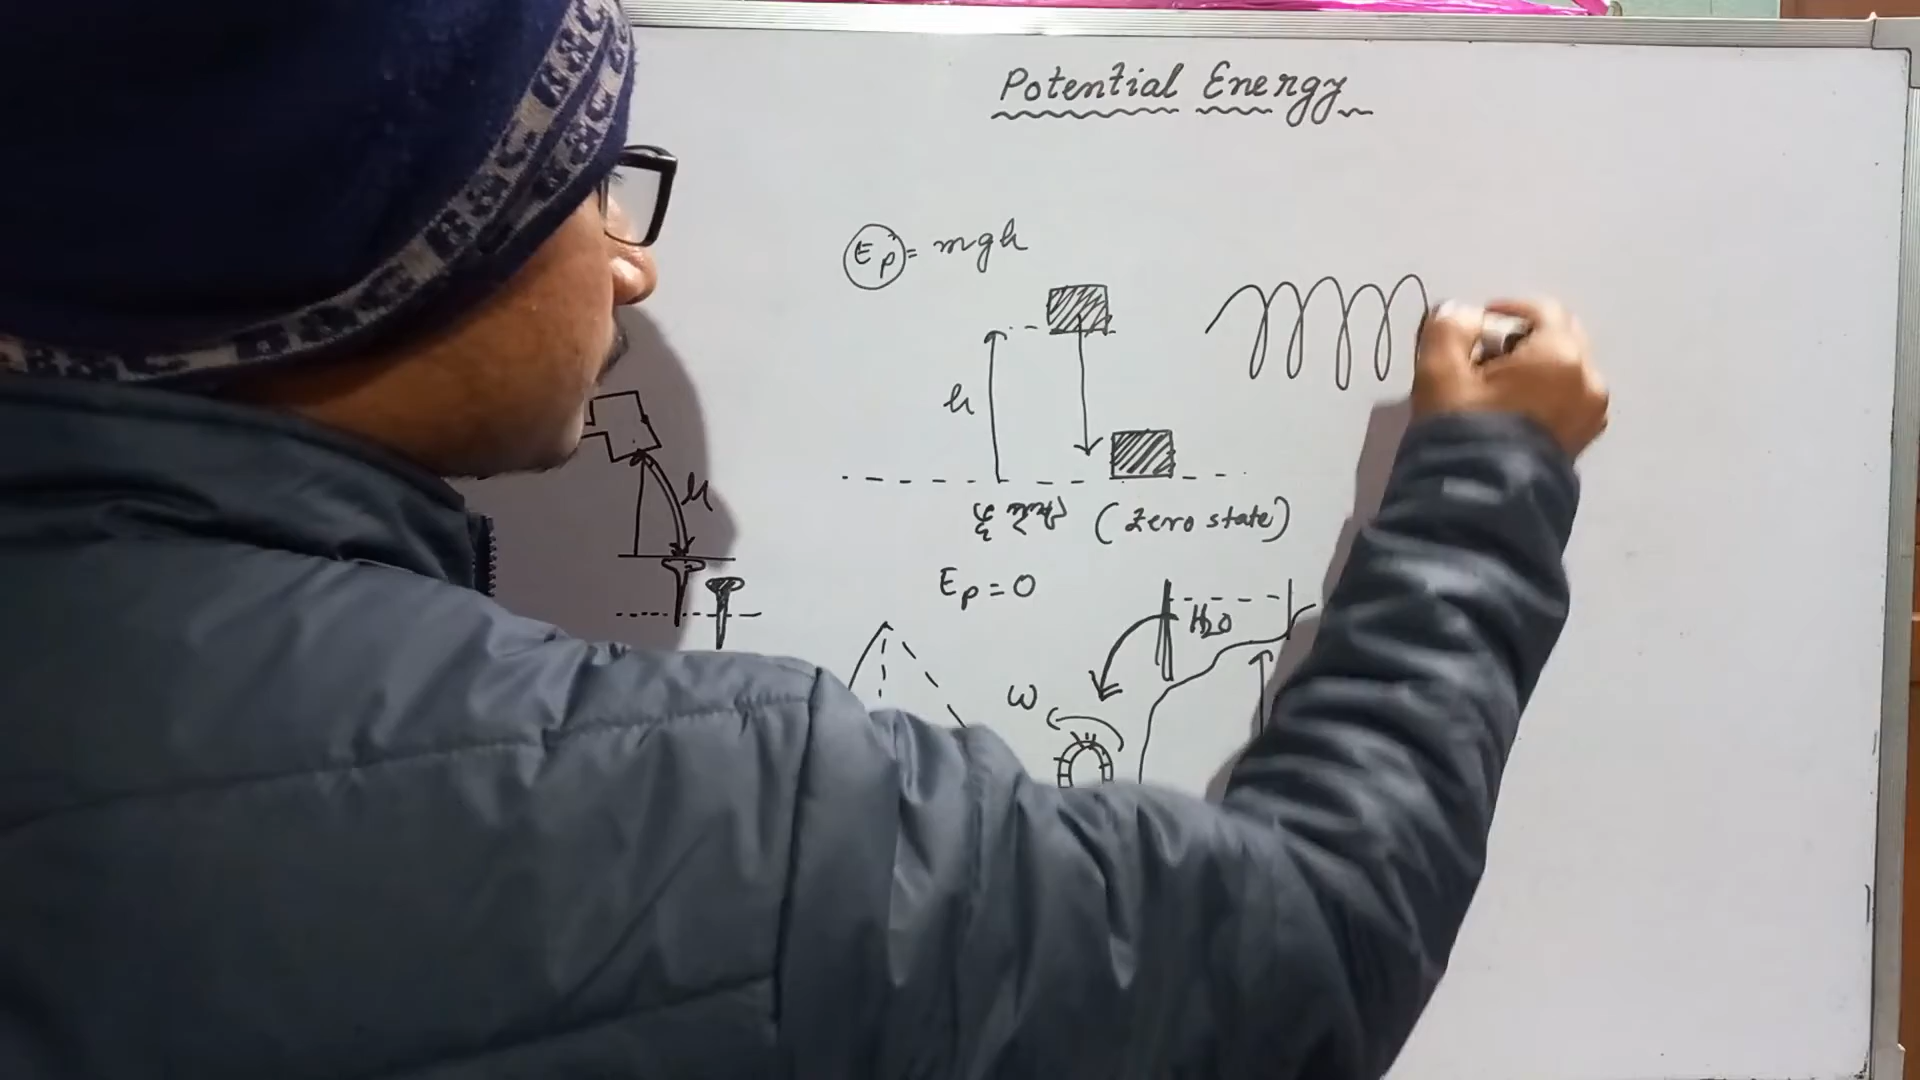 Potential Energy
Ep = mgh
h
h
(Zero state)
Ep = 0
H2O
ω